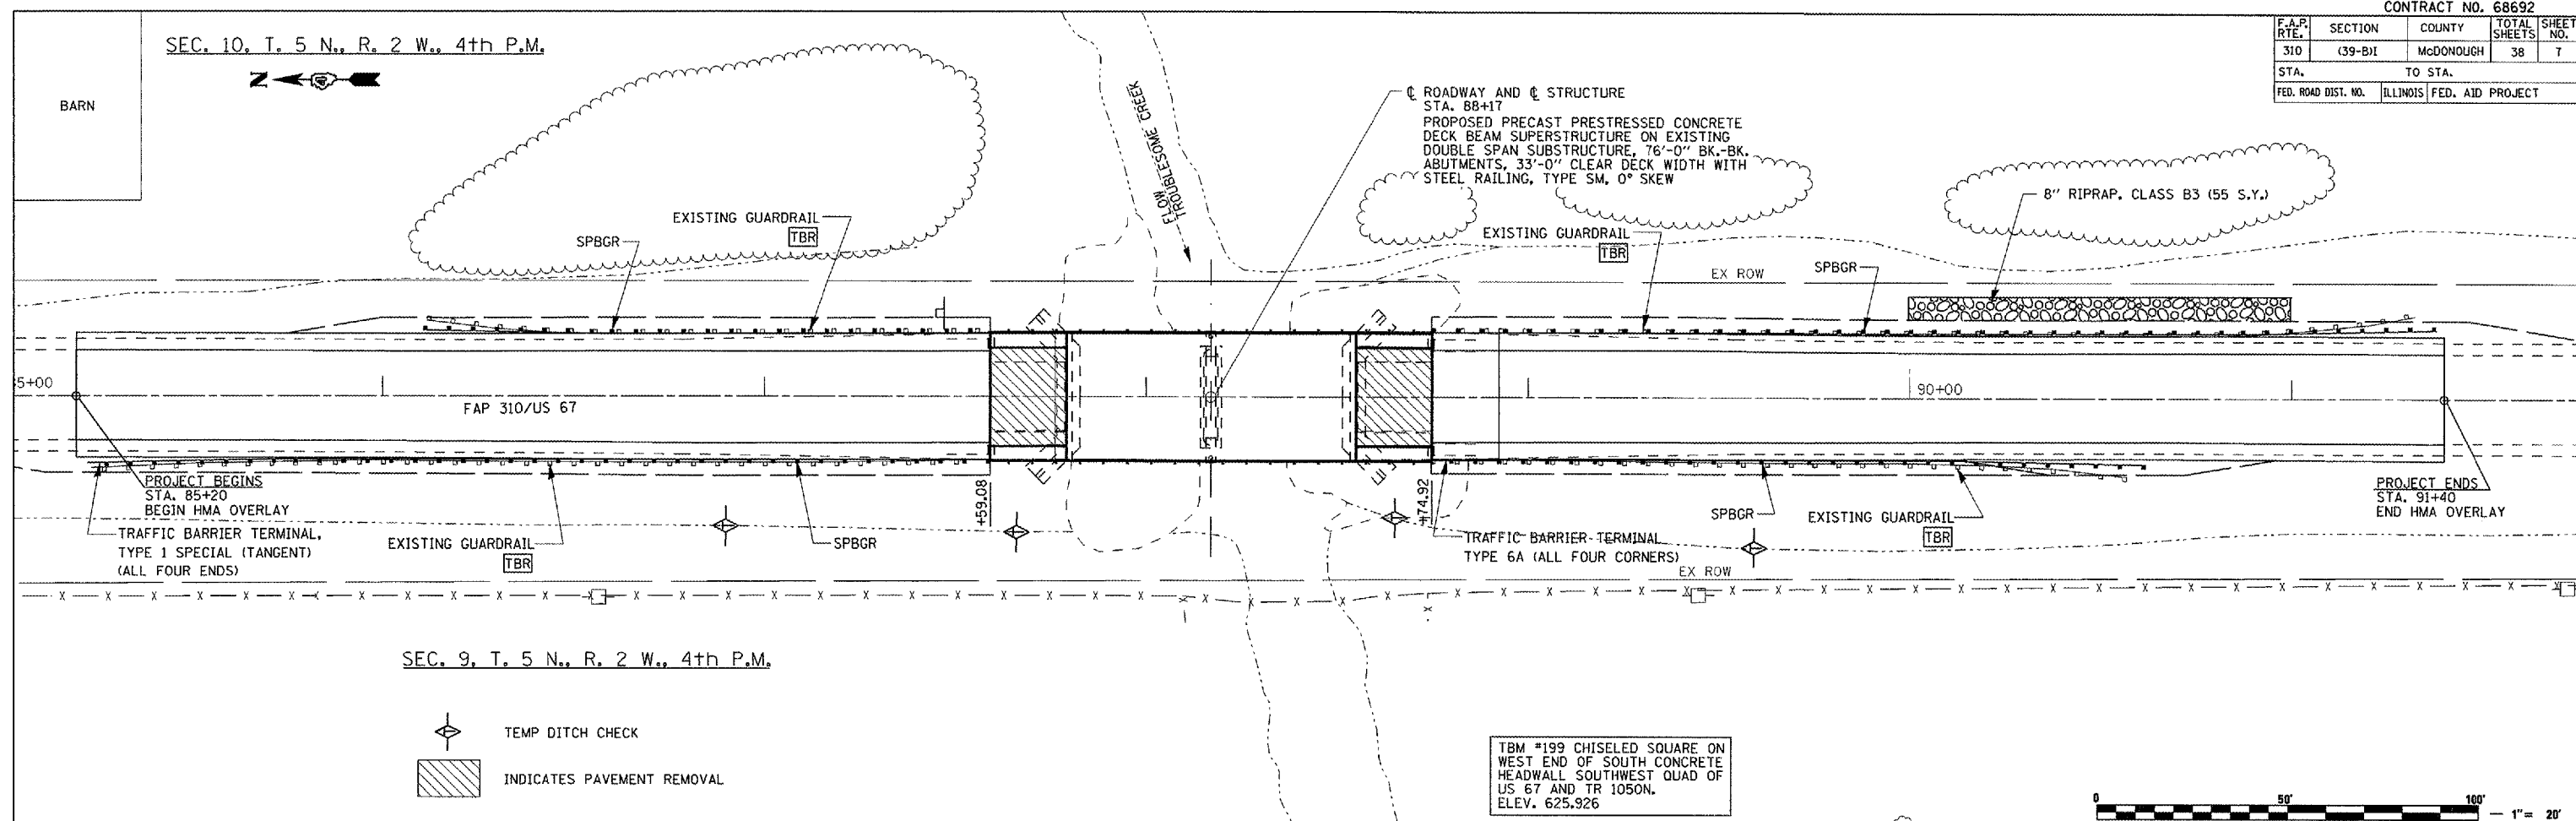 CONTRACT NO. 68692
F.A.P. RTE. SECTION COUNTY TOTAL SHEETS SHEET NO.
310 (39-B)I McDONOUGH 38 7
STA. TO STA.
FED. ROAD DIST. NO. ILLINOIS FED. AID PROJECT
SEC. 10, T. 5 N., R. 2 W., 4th P.M.
N
BARN
FLOW
TROUBLESOME CREEK
℄ ROADWAY AND ℄ STRUCTURE
STA. 88+17
PROPOSED PRECAST PRESTRESSED CONCRETE
DECK BEAM SUPERSTRUCTURE ON EXISTING
DOUBLE SPAN SUBSTRUCTURE, 76'-0" BK.-BK.
ABUTMENTS, 33'-0" CLEAR DECK WIDTH WITH
STEEL RAILING, TYPE SM, 0° SKEW
8" RIPRAP, CLASS B3 (55 S.Y.)
EXISTING GUARDRAIL
TBR
SPBGR
EXISTING GUARDRAIL
TBR
EX ROW
SPBGR
5+00
FAP 310/US 67
90+00
PROJECT BEGINS
STA. 85+20
BEGIN HMA OVERLAY
TRAFFIC BARRIER TERMINAL,
TYPE 1 SPECIAL (TANGENT)
(ALL FOUR ENDS)
EXISTING GUARDRAIL
TBR
SPBGR
+59.08
+74.92
TRAFFIC BARRIER TERMINAL
TYPE 6A (ALL FOUR CORNERS)
SPBGR
EXISTING GUARDRAIL
TBR
PROJECT ENDS
STA. 91+40
END HMA OVERLAY
EX ROW
SEC. 9, T. 5 N., R. 2 W., 4th P.M.
TEMP DITCH CHECK
INDICATES PAVEMENT REMOVAL
TBM #199 CHISELED SQUARE ON
WEST END OF SOUTH CONCRETE
HEADWALL SOUTHWEST QUAD OF
US 67 AND TR 1050N.
ELEV. 625.926
0 50' 100'
1"= 20'